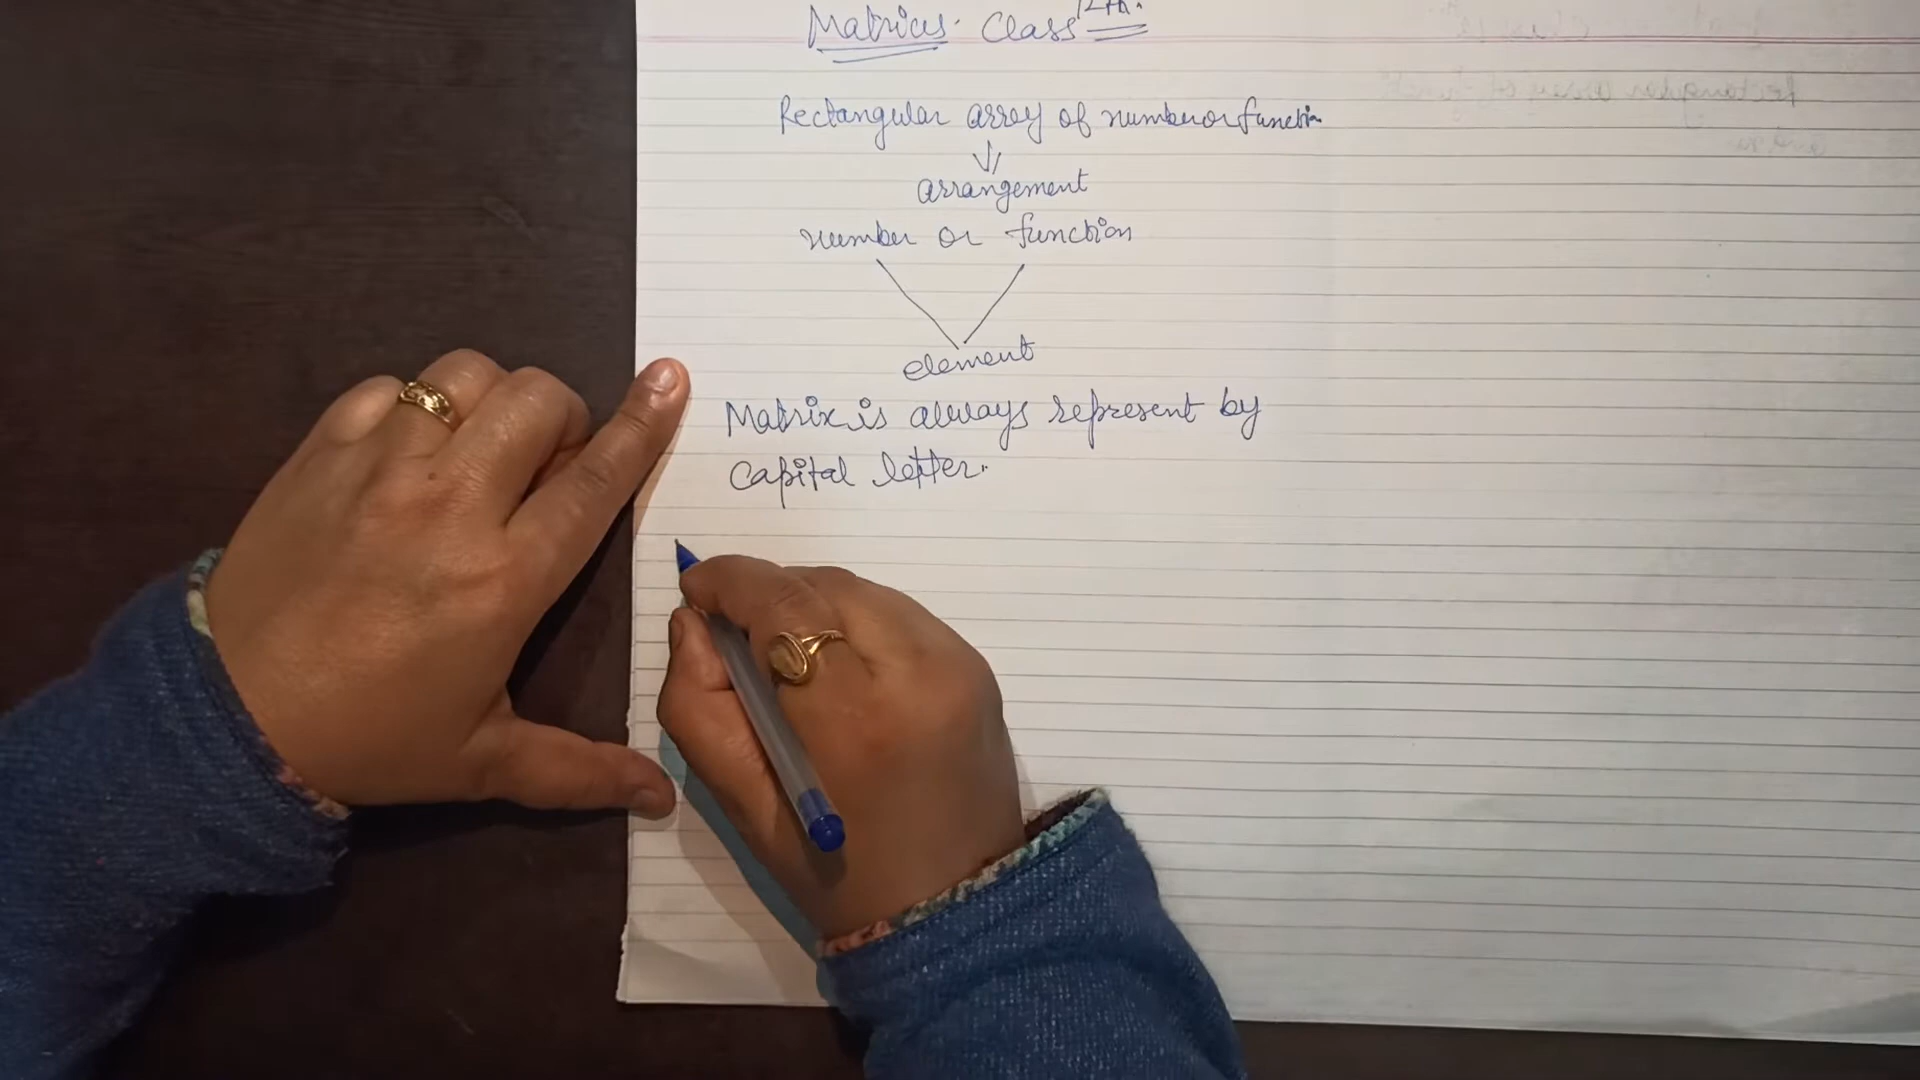 Matrices. Class 12th.
Rectangular array of number or function
arrangement
number or function
element
Matrix is always represent by
capital letter.